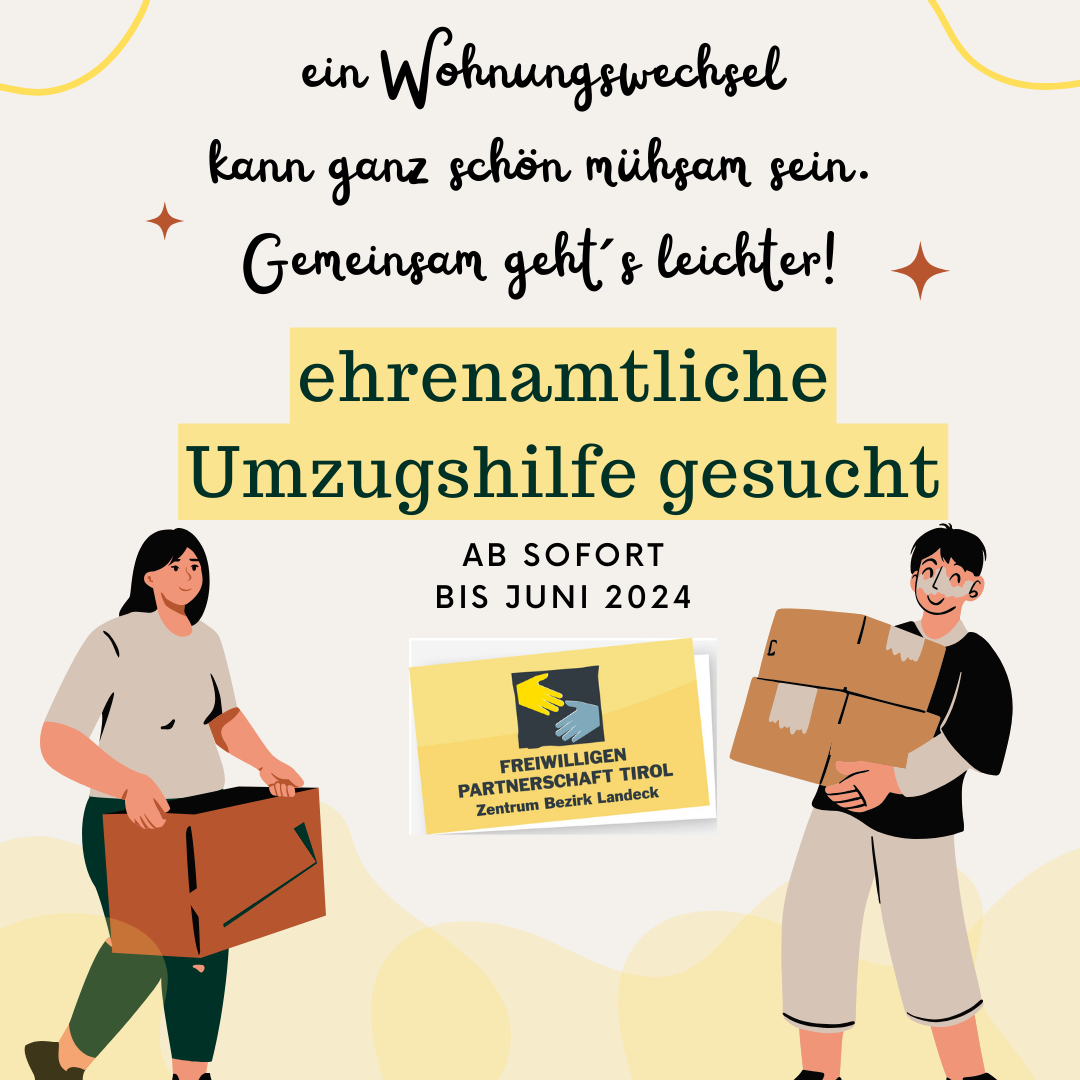 ein Wohnungswechsel
kann ganz schön mühsam sein.
Gemeinsam geht´s leichter!
ehrenamtliche
Umzugshilfe gesucht
AB SOFORT
BIS JUNI 2024
FREIWILLIGEN
PARTNERSCHAFT TIROL
Zentrum Bezirk Landeck